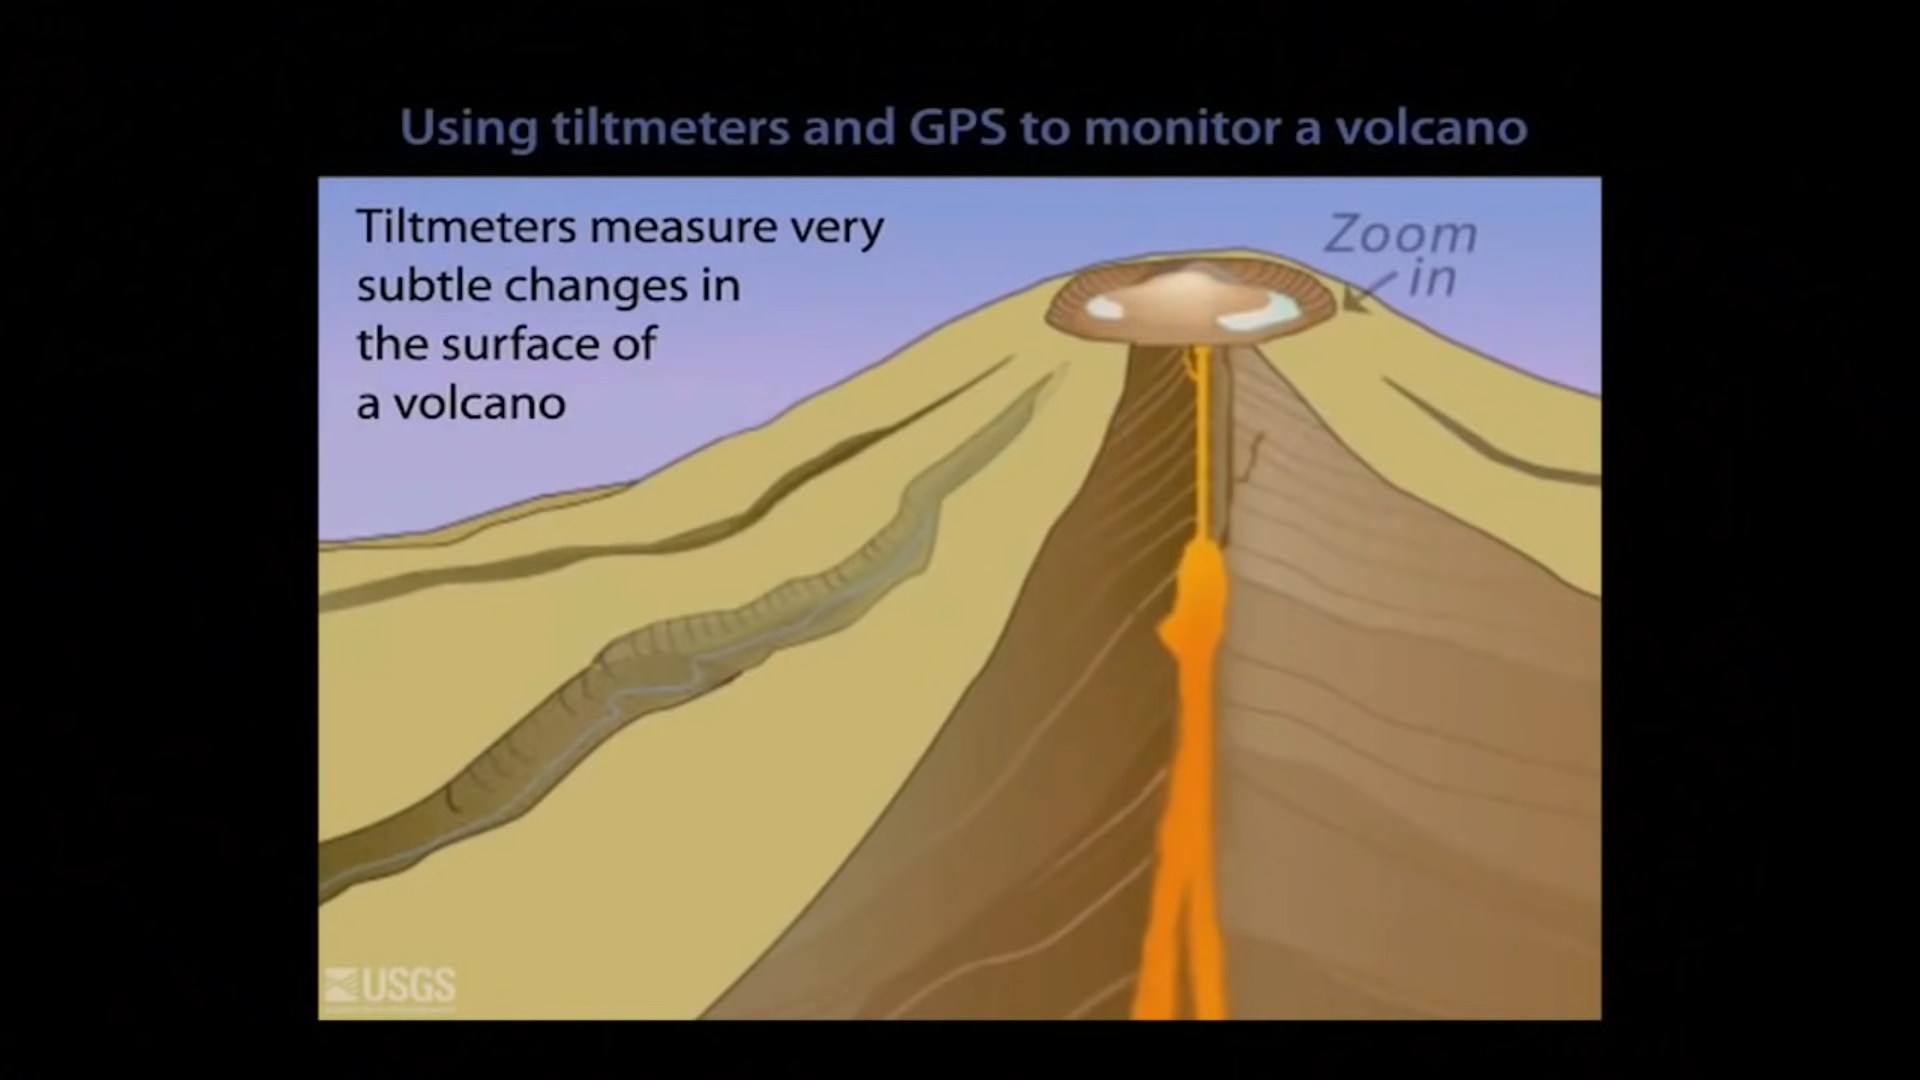 Using tiltmeters and GPS to monitor a volcano
Tiltmeters measure very
subtle changes in
the surface of
a volcano
Zoom
in
USGS